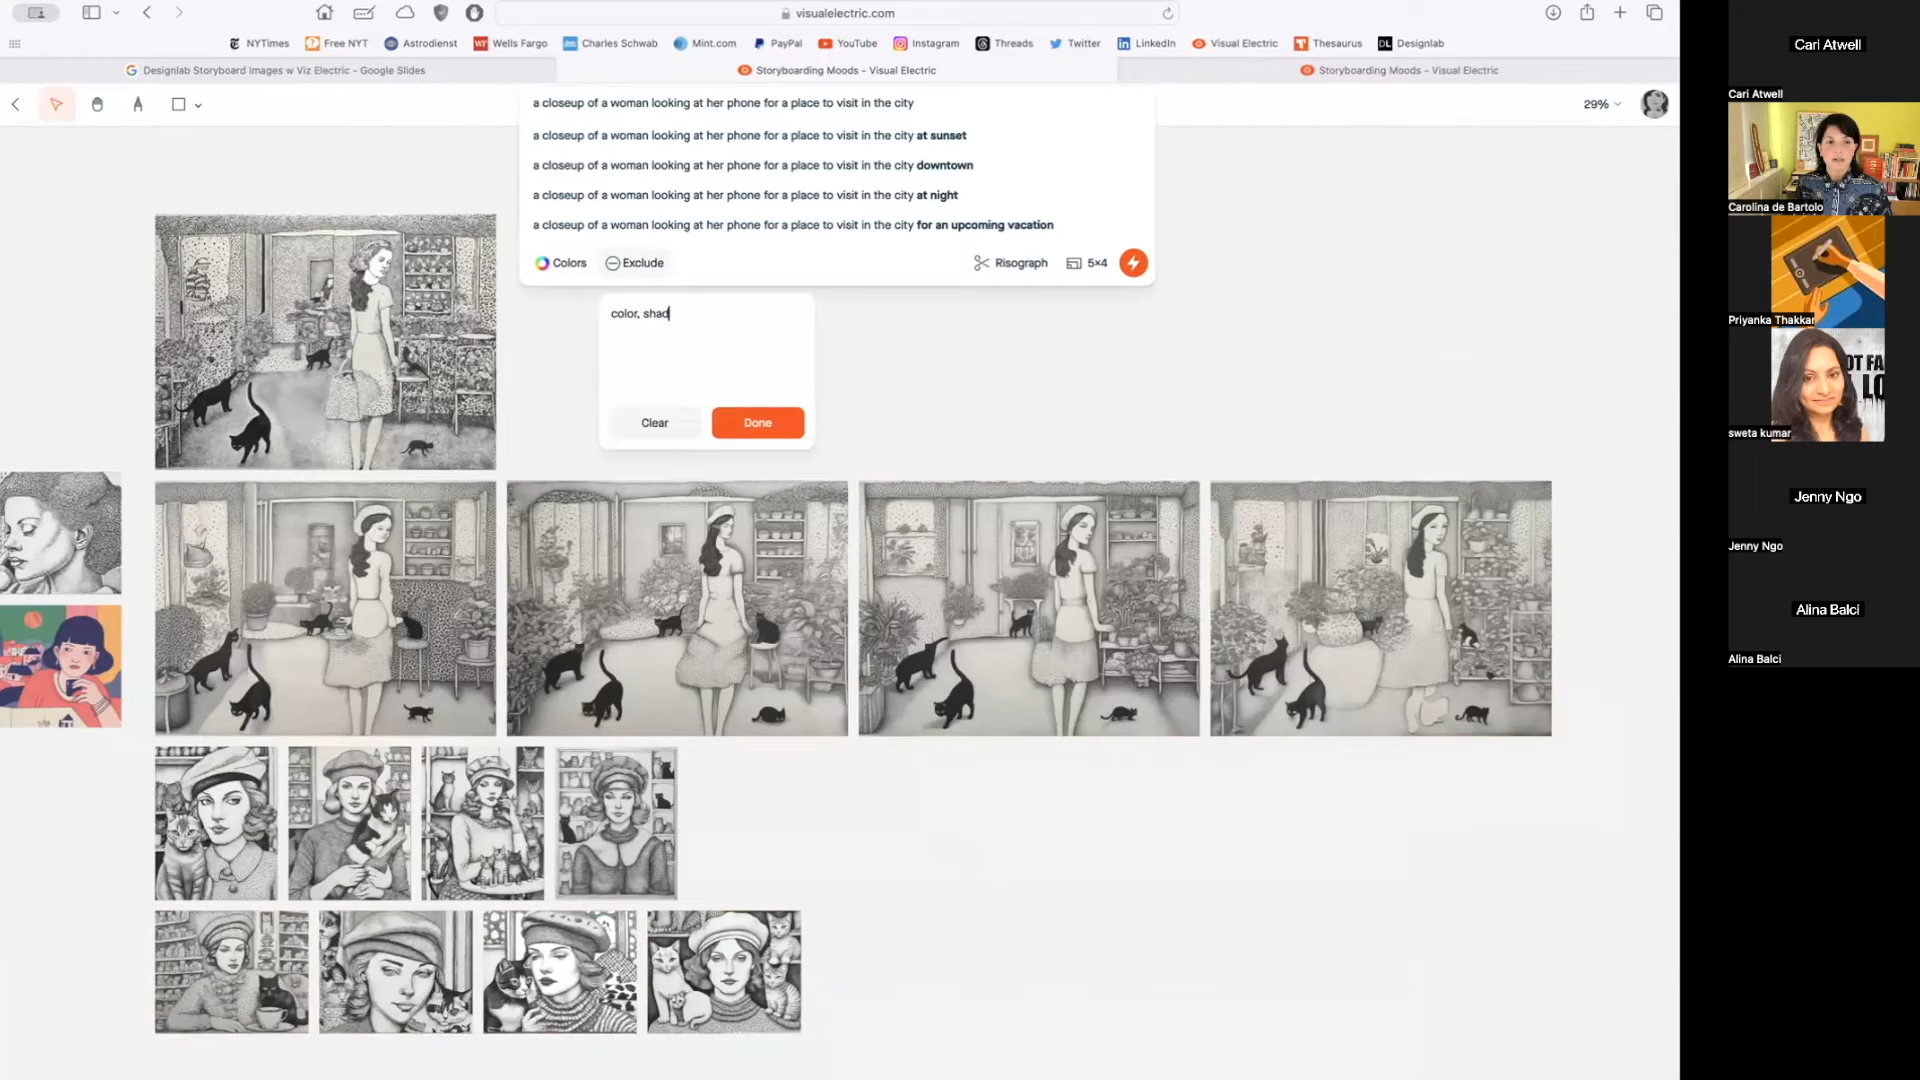 visualelectric.com
NYTimes
Free NYT
Astrodienst
Wells Fargo
Charles Schwab
Mint.com
PayPal
YouTube
Instagram
Threads
Twitter
LinkedIn
Visual Electric
Thesaurus
DL Designlab
Designlab Storyboard Images w Viz Electric - Google Slides
Storyboarding Moods - Visual Electric
Storyboarding Moods - Visual Electric
29%
a closeup of a woman looking at her phone for a place to visit in the city
a closeup of a woman looking at her phone for a place to visit in the city at sunset
a closeup of a woman looking at her phone for a place to visit in the city downtown
a closeup of a woman looking at her phone for a place to visit in the city at night
a closeup of a woman looking at her phone for a place to visit in the city for an upcoming vacation
Colors
Exclude
Risograph
5×4
color, shad
Clear
Done
Cari Atwell
Cari Atwell
Carolina de Bartolo
Priyanka Thakkar
sweta kumar
Jenny Ngo
Jenny Ngo
Alina Balci
Alina Balci